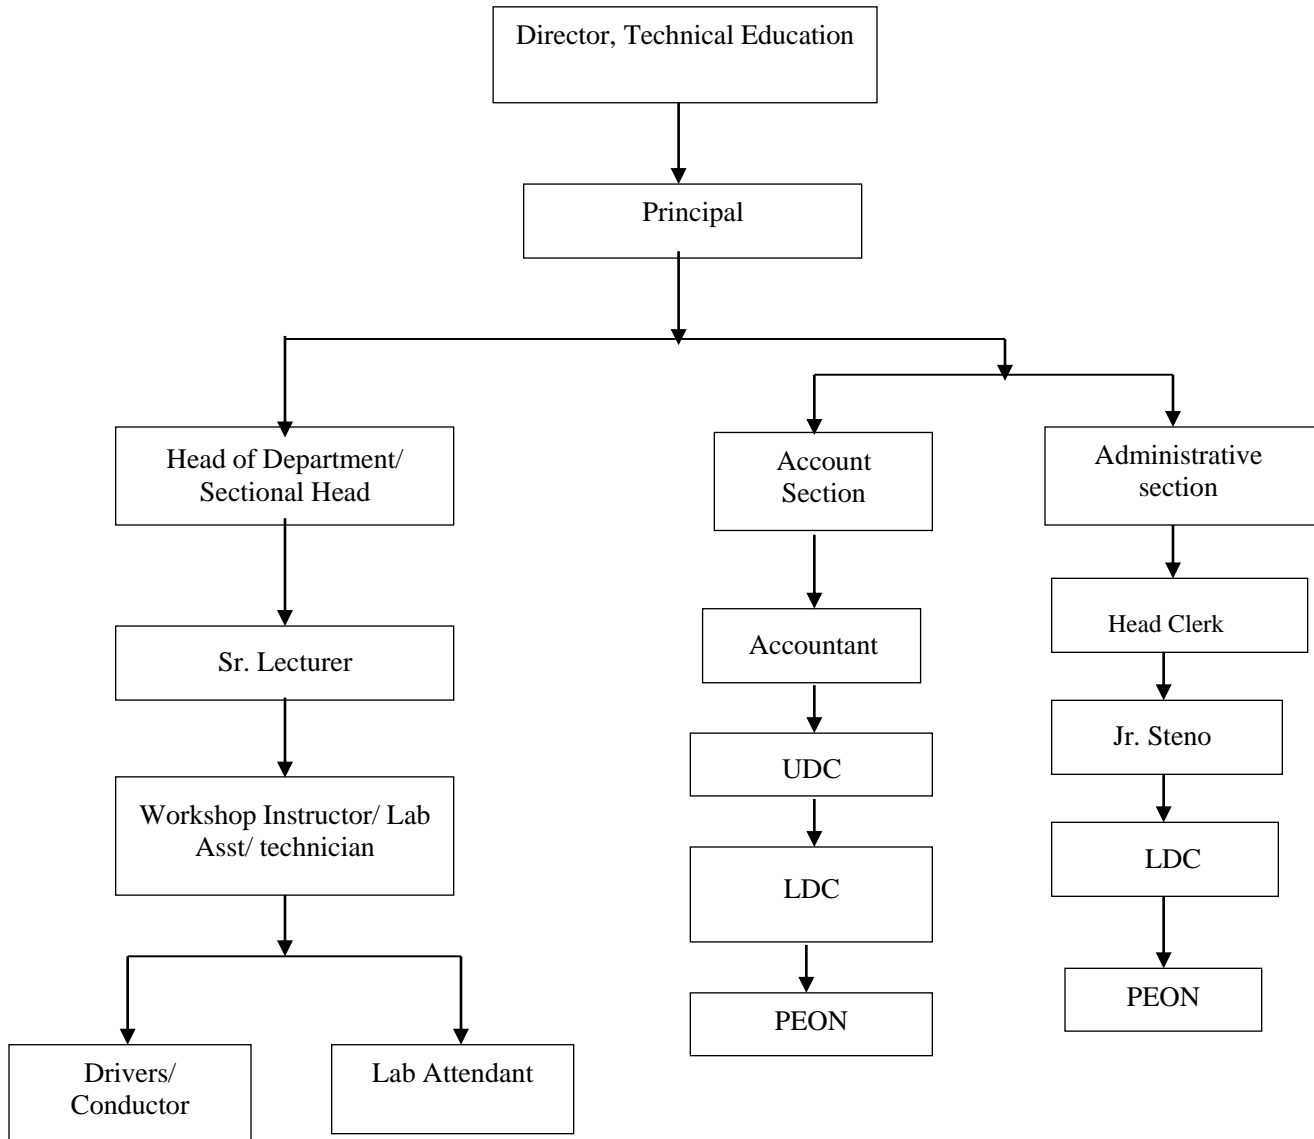 Director, Technical Education
Principal
Head of Department/
Sectional Head
Account
Section
Administrative
section
Head Clerk
Sr. Lecturer
Accountant
Jr. Steno
UDC
Workshop Instructor/ Lab
Asst/ technician
LDC
LDC
PEON
PEON
Drivers/
Conductor
Lab Attendant